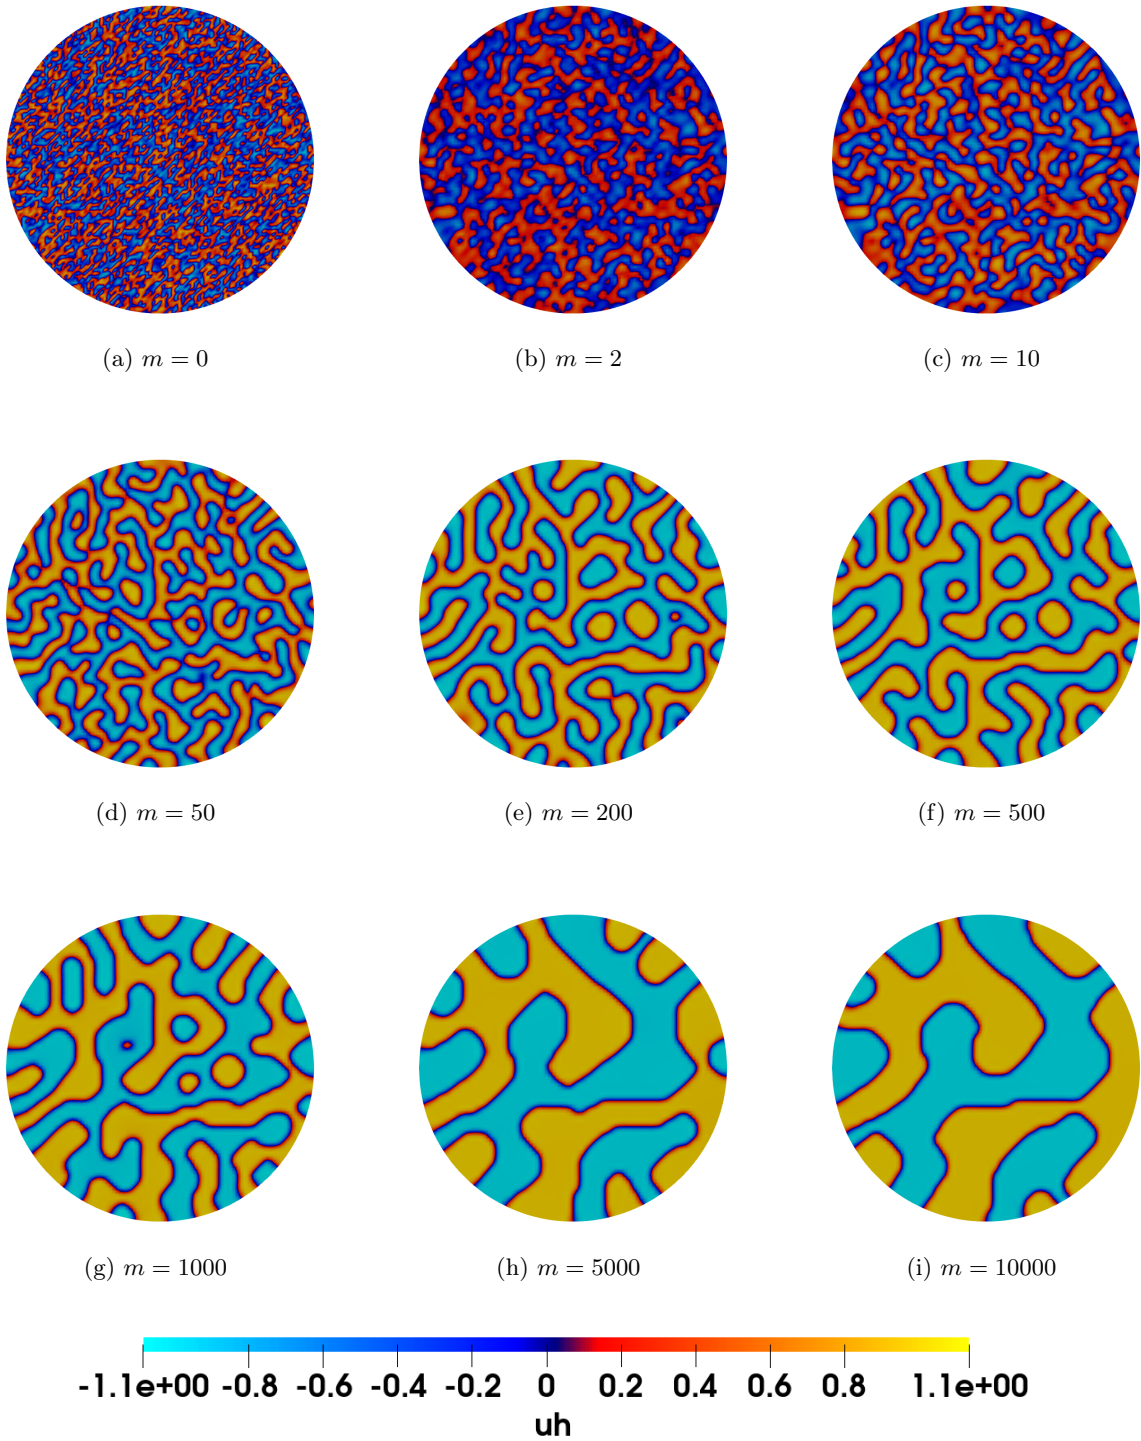 (a) m = 0 (b) m = 2 (c) m = 10
(d) m = 50 (e) m = 200 (f) m = 500
(g) m = 1000 (h) m = 5000 (i) m = 10000
-1.1e+00 -0.8 -0.6 -0.4 -0.2 0 0.2 0.4 0.6 0.8 1.1e+00
uh